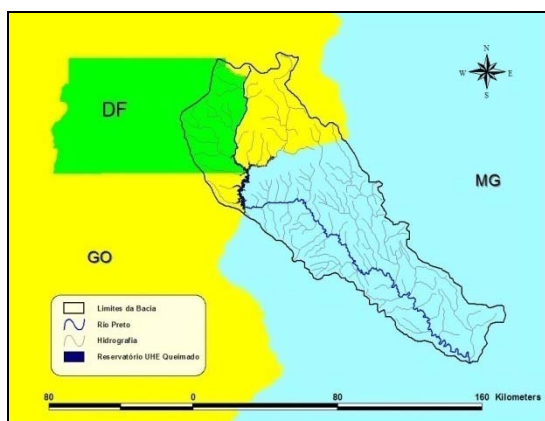 N
W E
S
DF
MG
GO
Limites da Bacia
Rio Preto
Hidrografia
Reservatório UHE Queimado
80 0 80 160 Kilometers